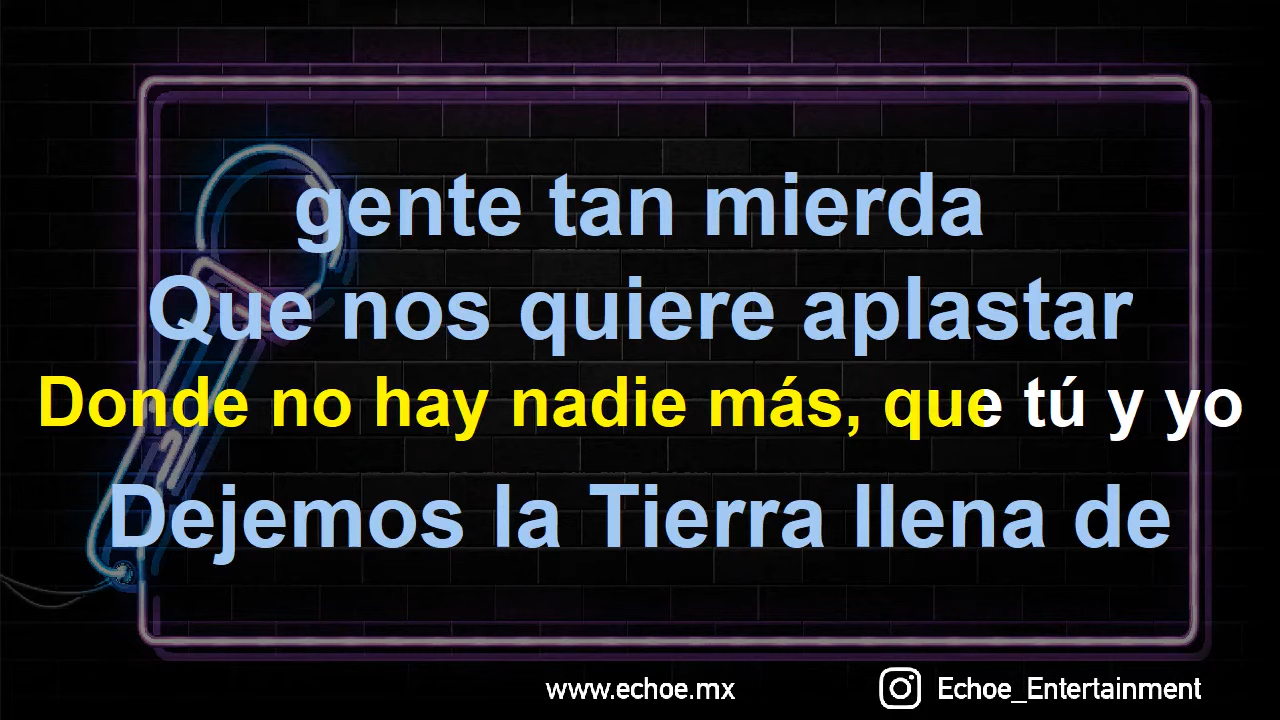 gente tan mierda
Que nos quiere aplastar
Donde no hay nadie más, que tú y yo
Dejemos la Tierra llena de
www.echoe.mx
Echoe_Entertainment